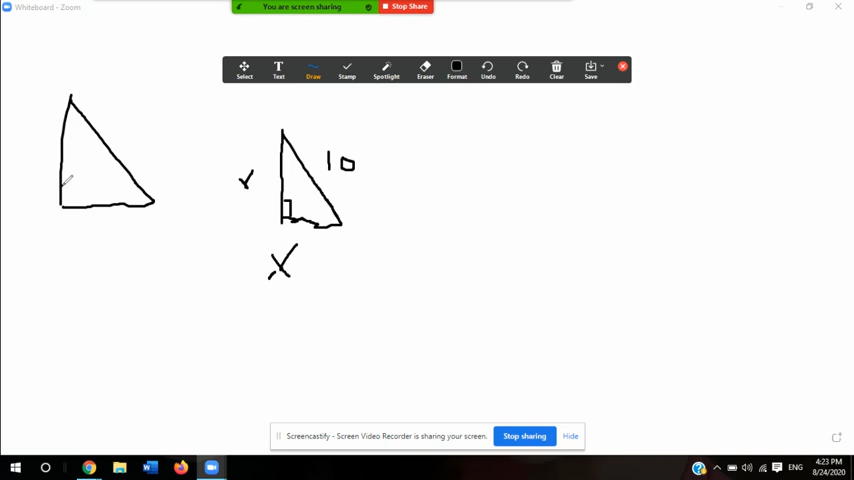 Whiteboard - Zoom
You are screen sharing
Stop Share
Select
Text
Draw
Stamp
Spotlight
Eraser
Format
Undo
Redo
Clear
Save
10
Y
X
Screencastify - Screen Video Recorder is sharing your screen.
Stop sharing
Hide
ENG
4:23 PM
8/24/2020